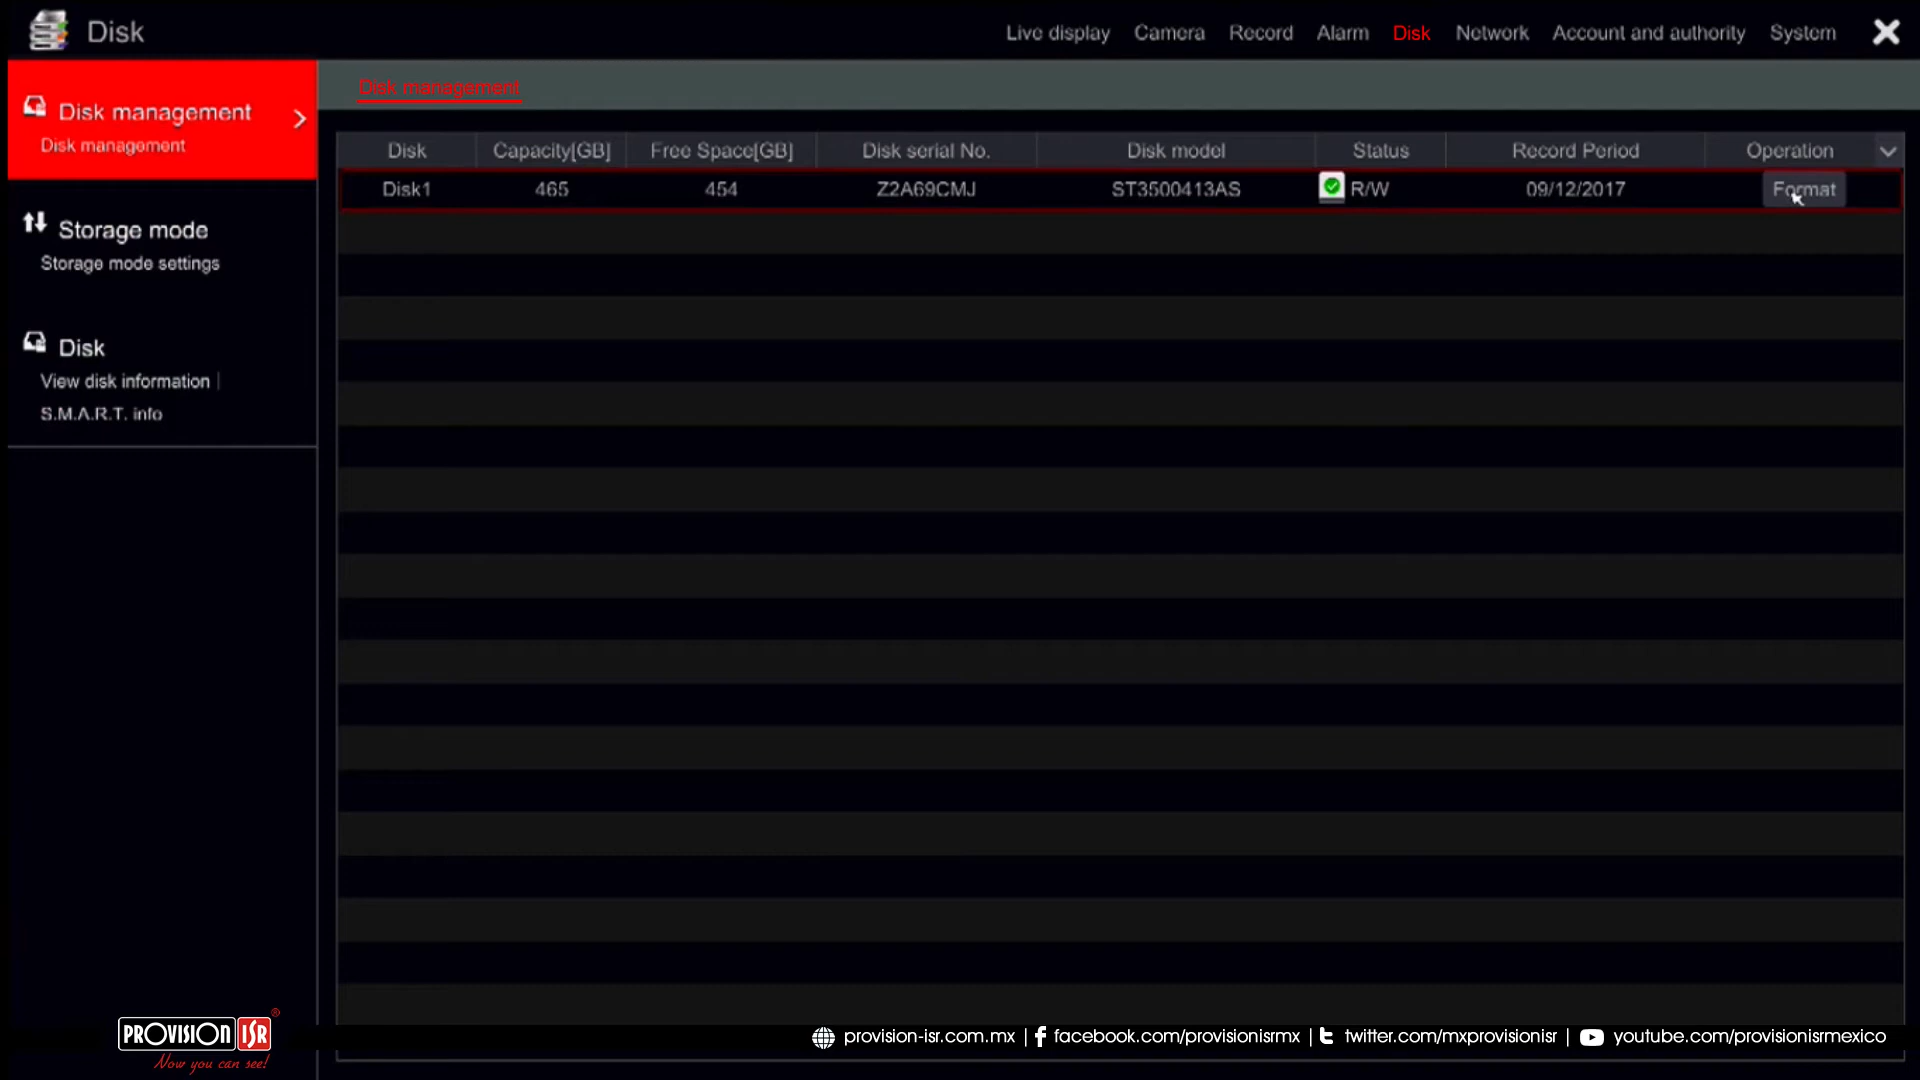 Disk
Live display Camera Record Alarm Disk Network Account and authority System
Disk management
Disk management
Storage mode
Storage mode settings
Disk
View disk information |
S.M.A.R.T. info
Disk management
Disk Capacity[GB] Free Space[GB] Disk serial No. Disk model Status Record Period Operation
Disk1 465 454 Z2A69CMJ ST3500413AS R/W 09/12/2017 Format
PROVISION ISR®
Now you can see!
provision-isr.com.mx | facebook.com/provisionisrmx | twitter.com/mxprovisionisr | youtube.com/provisionisrmexico